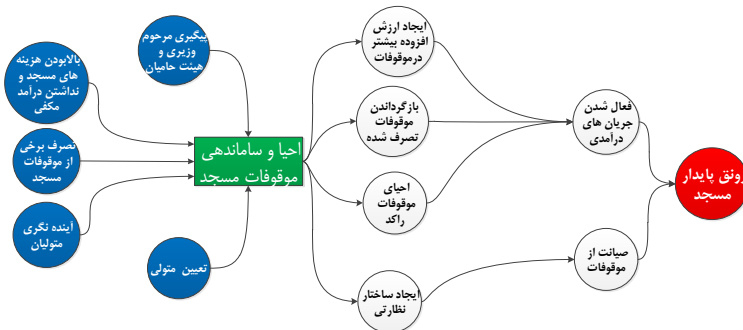 پیگیری مرحوم
وزیری و
هیئت حامیان
بالابودن هزینه
های مسجد و
نداشتن درآمد
مکفی
تصرف برخی
از موقوفات
مسجد
آینده نگری
متولیان
تعیین متولی
احیا و ساماندهی
موقوفات مسجد
ایجاد ارزش
افزوده بیشتر
درموقوفات
بازگرداندن
موقوفات
تصرف شده
احیای
موقوفات
راکد
ایجاد ساختار
نظارتی
فعال شدن
جریان های
درآمدی
صیانت از
موقوفات
رونق پایدار
مسجد